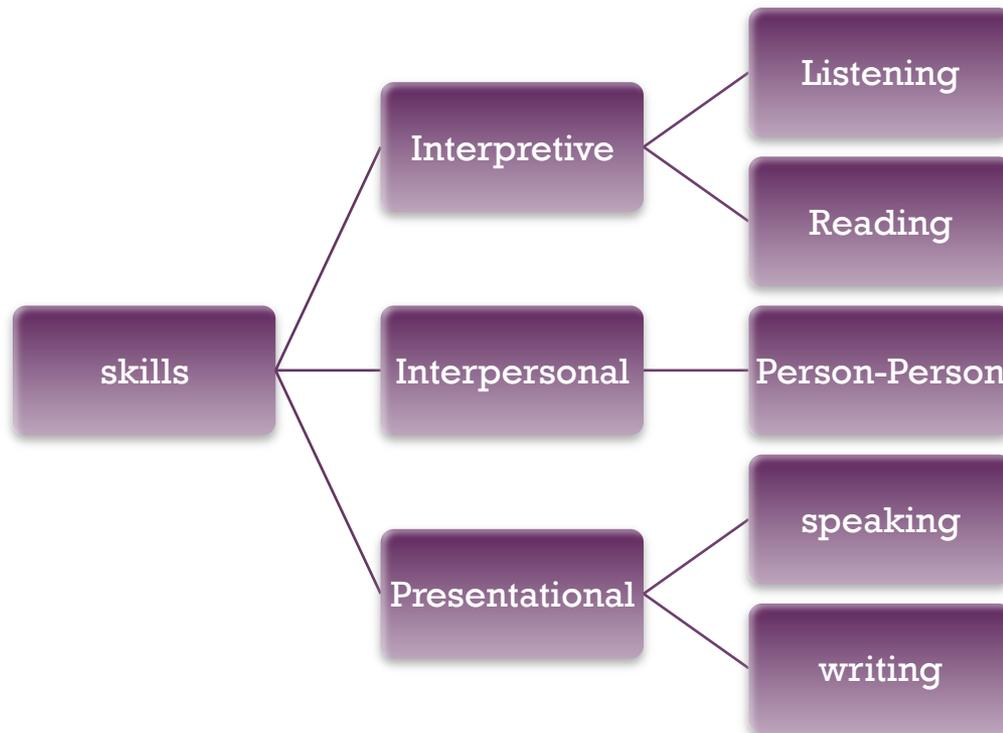 skills
Interpretive
Listening
Reading
Interpersonal
Person-Person
Presentational
speaking
writing